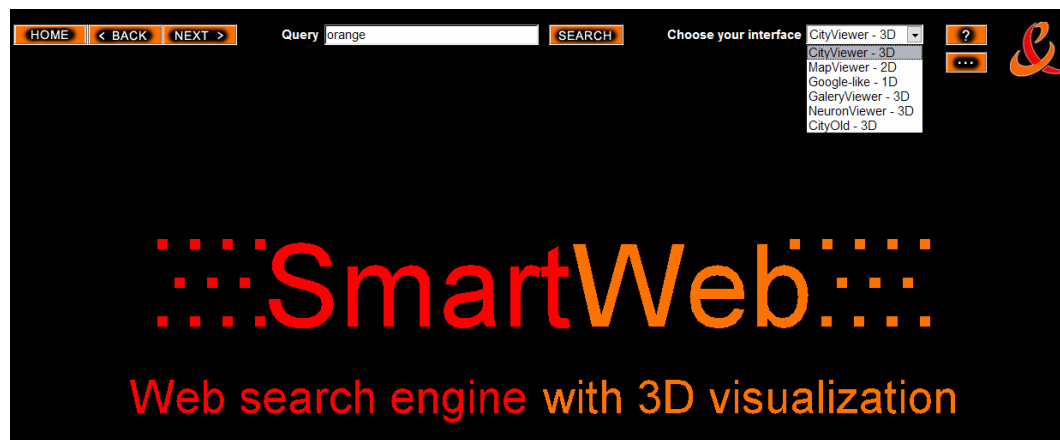 HOME < BACK NEXT > Query orange SEARCH Choose your interface CityViewer - 3D ?
CityViewer - 3D ...
MapViewer - 2D
Google-like - 1D
GaleryViewer - 3D
NeuronViewer - 3D
CityOld - 3D
SmartWeb
Web search engine with 3D visualization